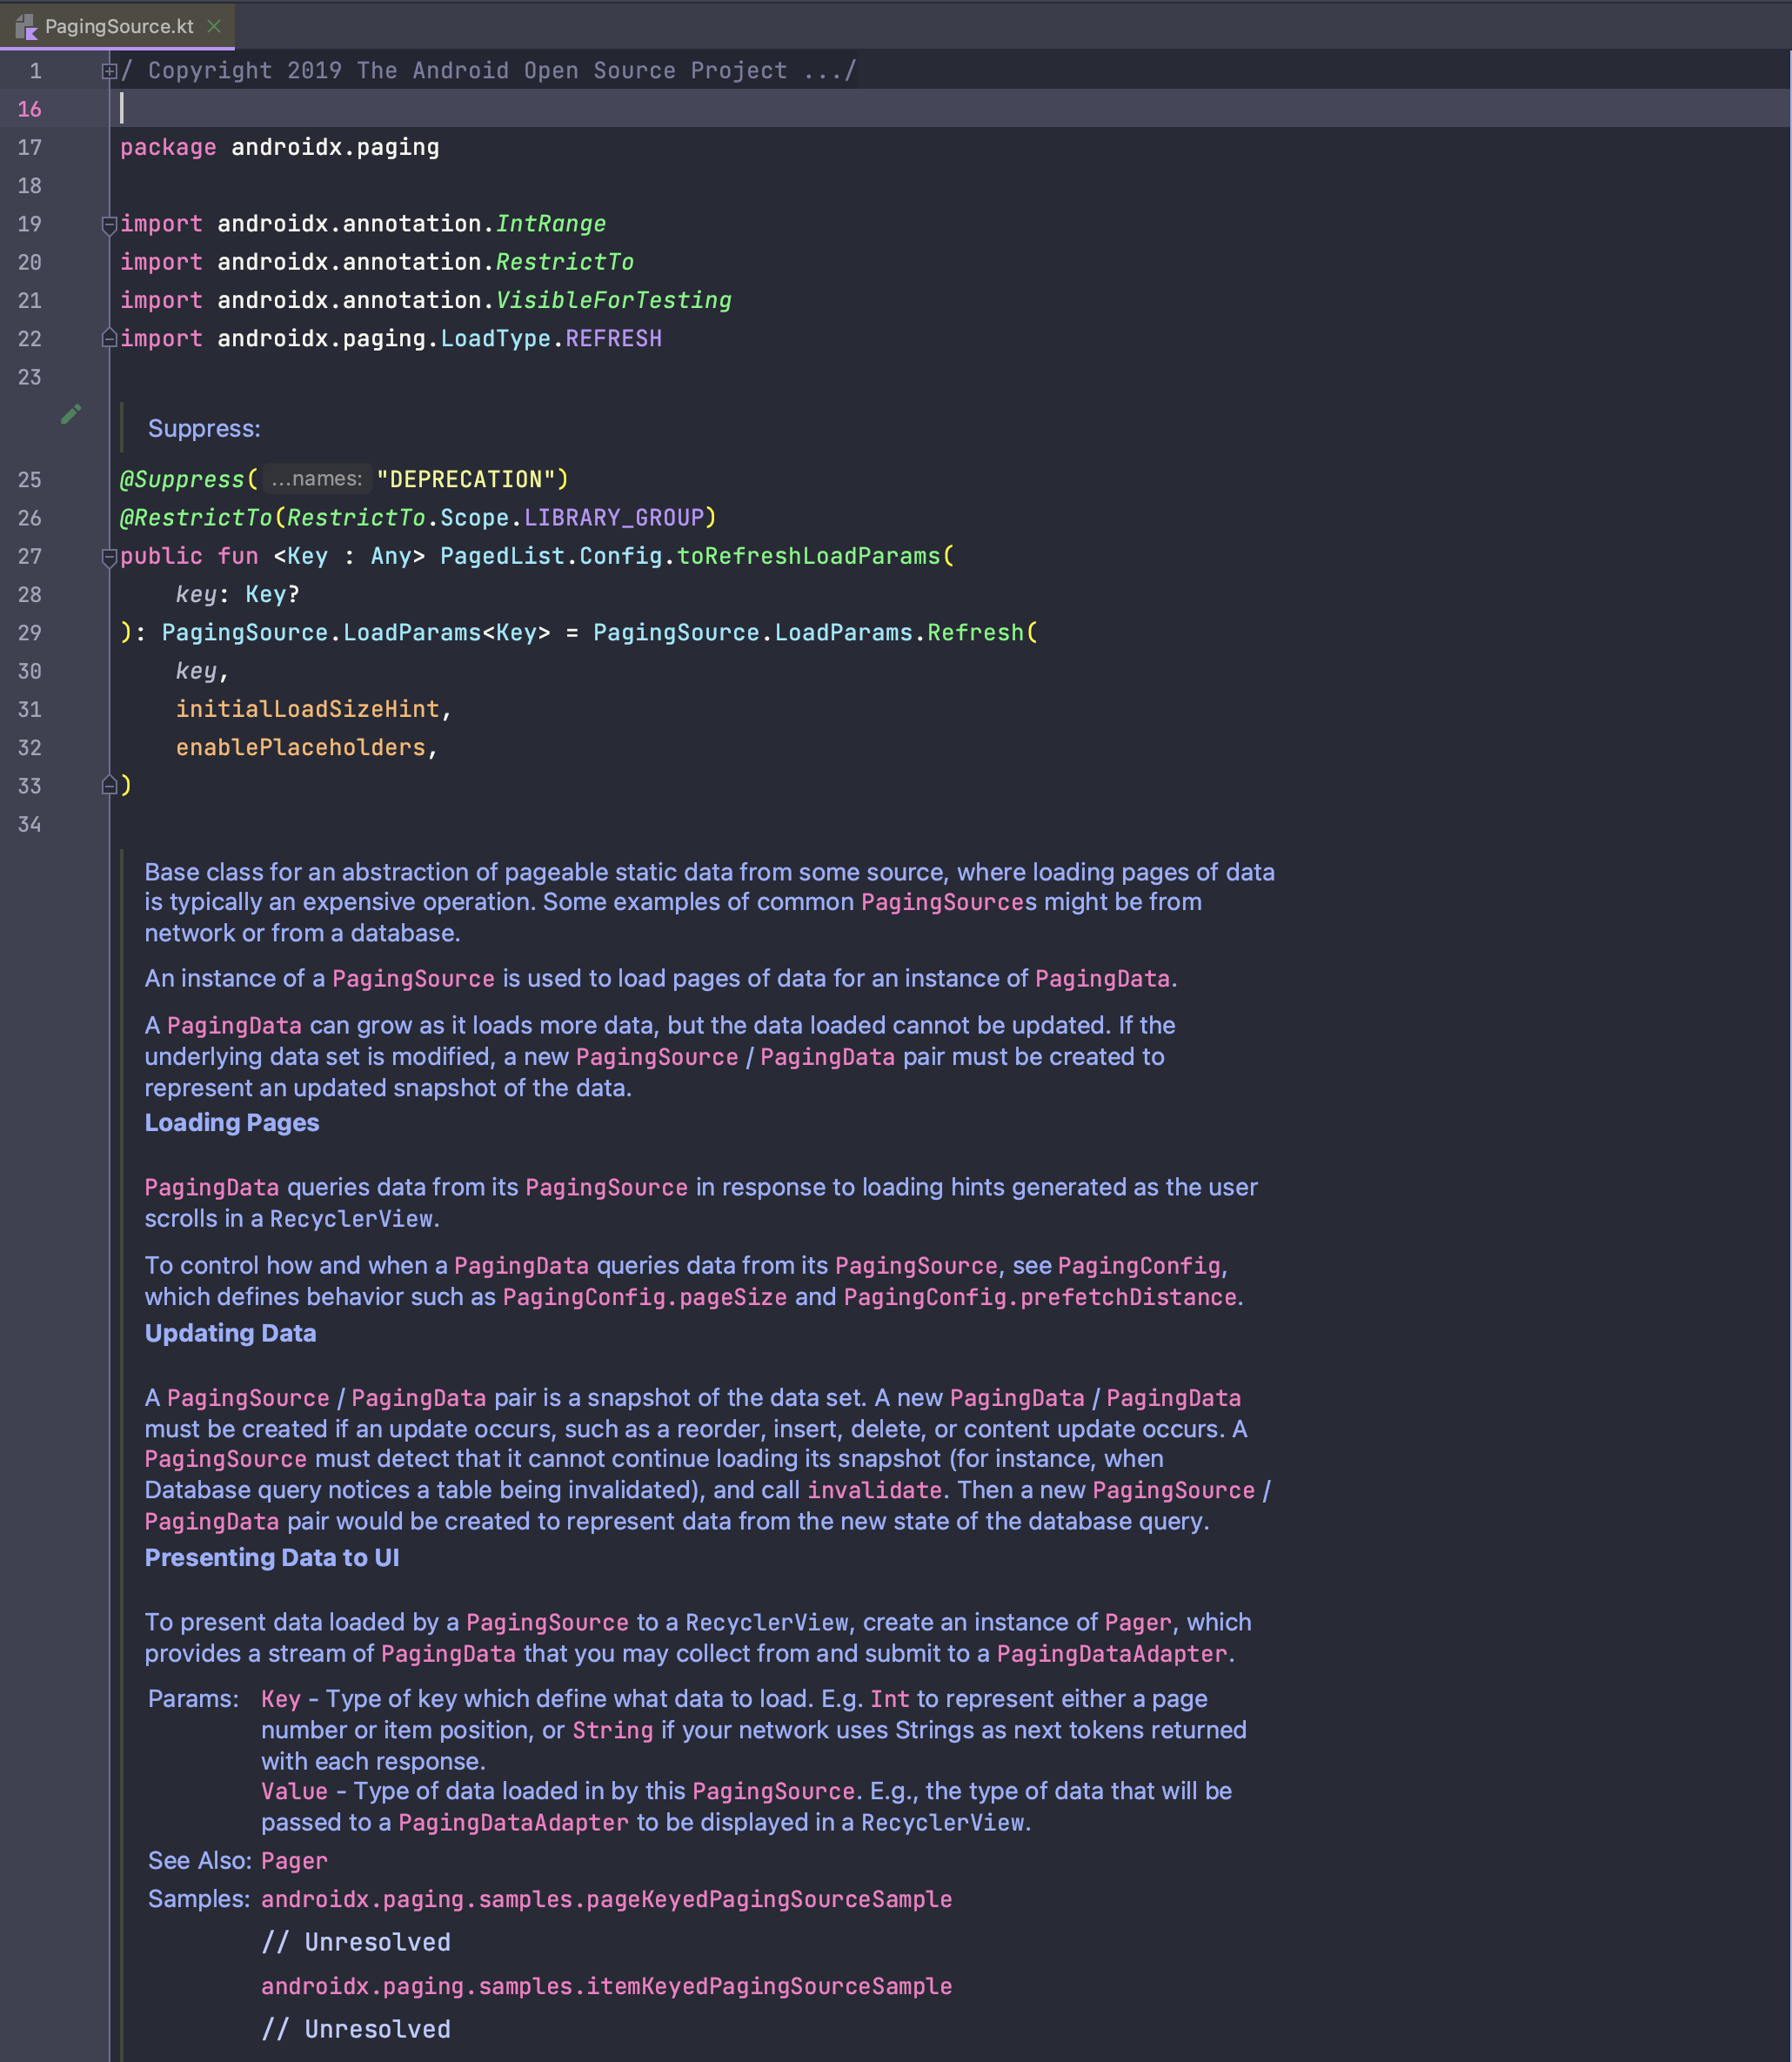 PagingSource.kt
1 / Copyright 2019 The Android Open Source Project .../
16
17 package androidx.paging
18
19 import androidx.annotation.IntRange
20 import androidx.annotation.RestrictTo
21 import androidx.annotation.VisibleForTesting
22 import androidx.paging.LoadType.REFRESH
23
Suppress:
25 @Suppress( ...names: "DEPRECATION")
26 @RestrictTo(RestrictTo.Scope.LIBRARY_GROUP)
27 public fun <Key : Any> PagedList.Config.toRefreshLoadParams(
28 key: Key?
29 ): PagingSource.LoadParams<Key> = PagingSource.LoadParams.Refresh(
30 key,
31 initialLoadSizeHint,
32 enablePlaceholders,
33 )
34
Base class for an abstraction of pageable static data from some source, where loading pages of data
is typically an expensive operation. Some examples of common PagingSources might be from
network or from a database.
An instance of a PagingSource is used to load pages of data for an instance of PagingData.
A PagingData can grow as it loads more data, but the data loaded cannot be updated. If the
underlying data set is modified, a new PagingSource / PagingData pair must be created to
represent an updated snapshot of the data.
Loading Pages
PagingData queries data from its PagingSource in response to loading hints generated as the user
scrolls in a RecyclerView.
To control how and when a PagingData queries data from its PagingSource, see PagingConfig,
which defines behavior such as PagingConfig.pageSize and PagingConfig.prefetchDistance.
Updating Data
A PagingSource / PagingData pair is a snapshot of the data set. A new PagingData / PagingData
must be created if an update occurs, such as a reorder, insert, delete, or content update occurs. A
PagingSource must detect that it cannot continue loading its snapshot (for instance, when
Database query notices a table being invalidated), and call invalidate. Then a new PagingSource /
PagingData pair would be created to represent data from the new state of the database query.
Presenting Data to UI
To present data loaded by a PagingSource to a RecyclerView, create an instance of Pager, which
provides a stream of PagingData that you may collect from and submit to a PagingDataAdapter.
Params: Key - Type of key which define what data to load. E.g. Int to represent either a page
number or item position, or String if your network uses Strings as next tokens returned
with each response.
Value - Type of data loaded in by this PagingSource. E.g., the type of data that will be
passed to a PagingDataAdapter to be displayed in a RecyclerView.
See Also: Pager
Samples: androidx.paging.samples.pageKeyedPagingSourceSample
// Unresolved
androidx.paging.samples.itemKeyedPagingSourceSample
// Unresolved